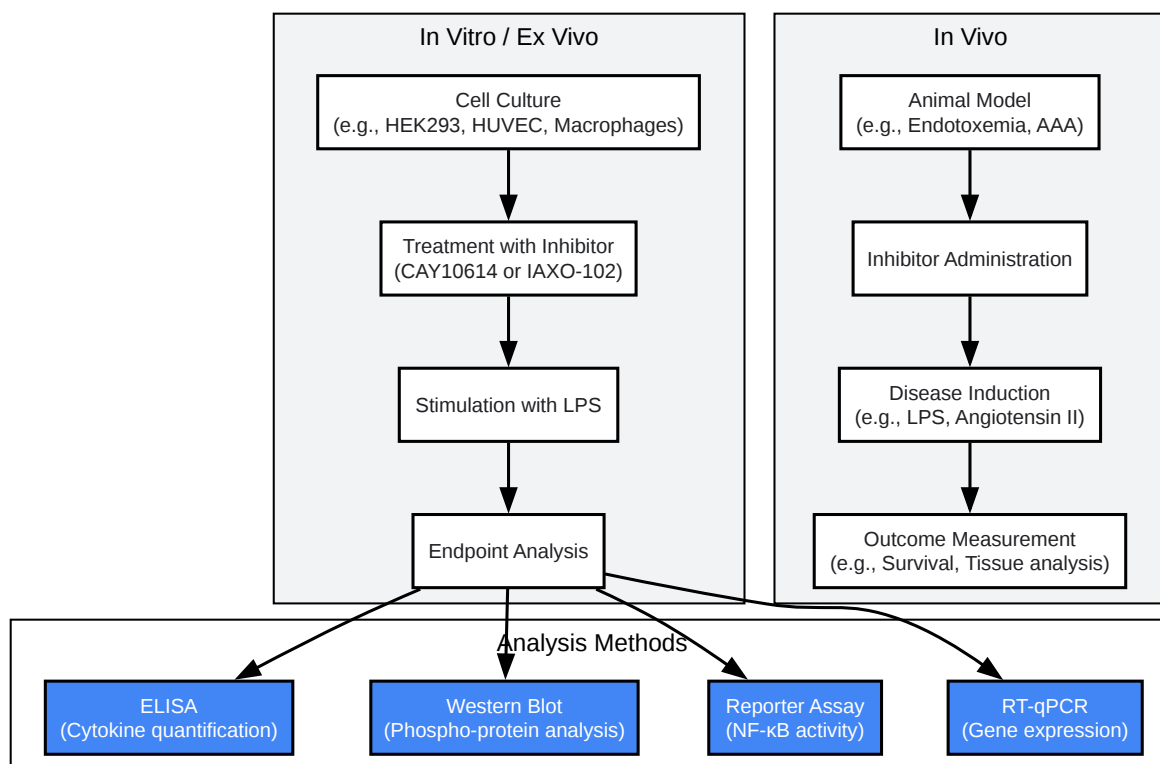 In Vitro / Ex Vivo
Cell Culture
(e.g., HEK293, HUVEC, Macrophages)
Treatment with Inhibitor
(CAY10614 or IAXO-102)
Stimulation with LPS
Endpoint Analysis
In Vivo
Animal Model
(e.g., Endotoxemia, AAA)
Inhibitor Administration
Disease Induction
(e.g., LPS, Angiotensin II)
Outcome Measurement
(e.g., Survival, Tissue analysis)
Analysis Methods
ELISA
(Cytokine quantification)
Western Blot
(Phospho-protein analysis)
Reporter Assay
(NF-κB activity)
RT-qPCR
(Gene expression)